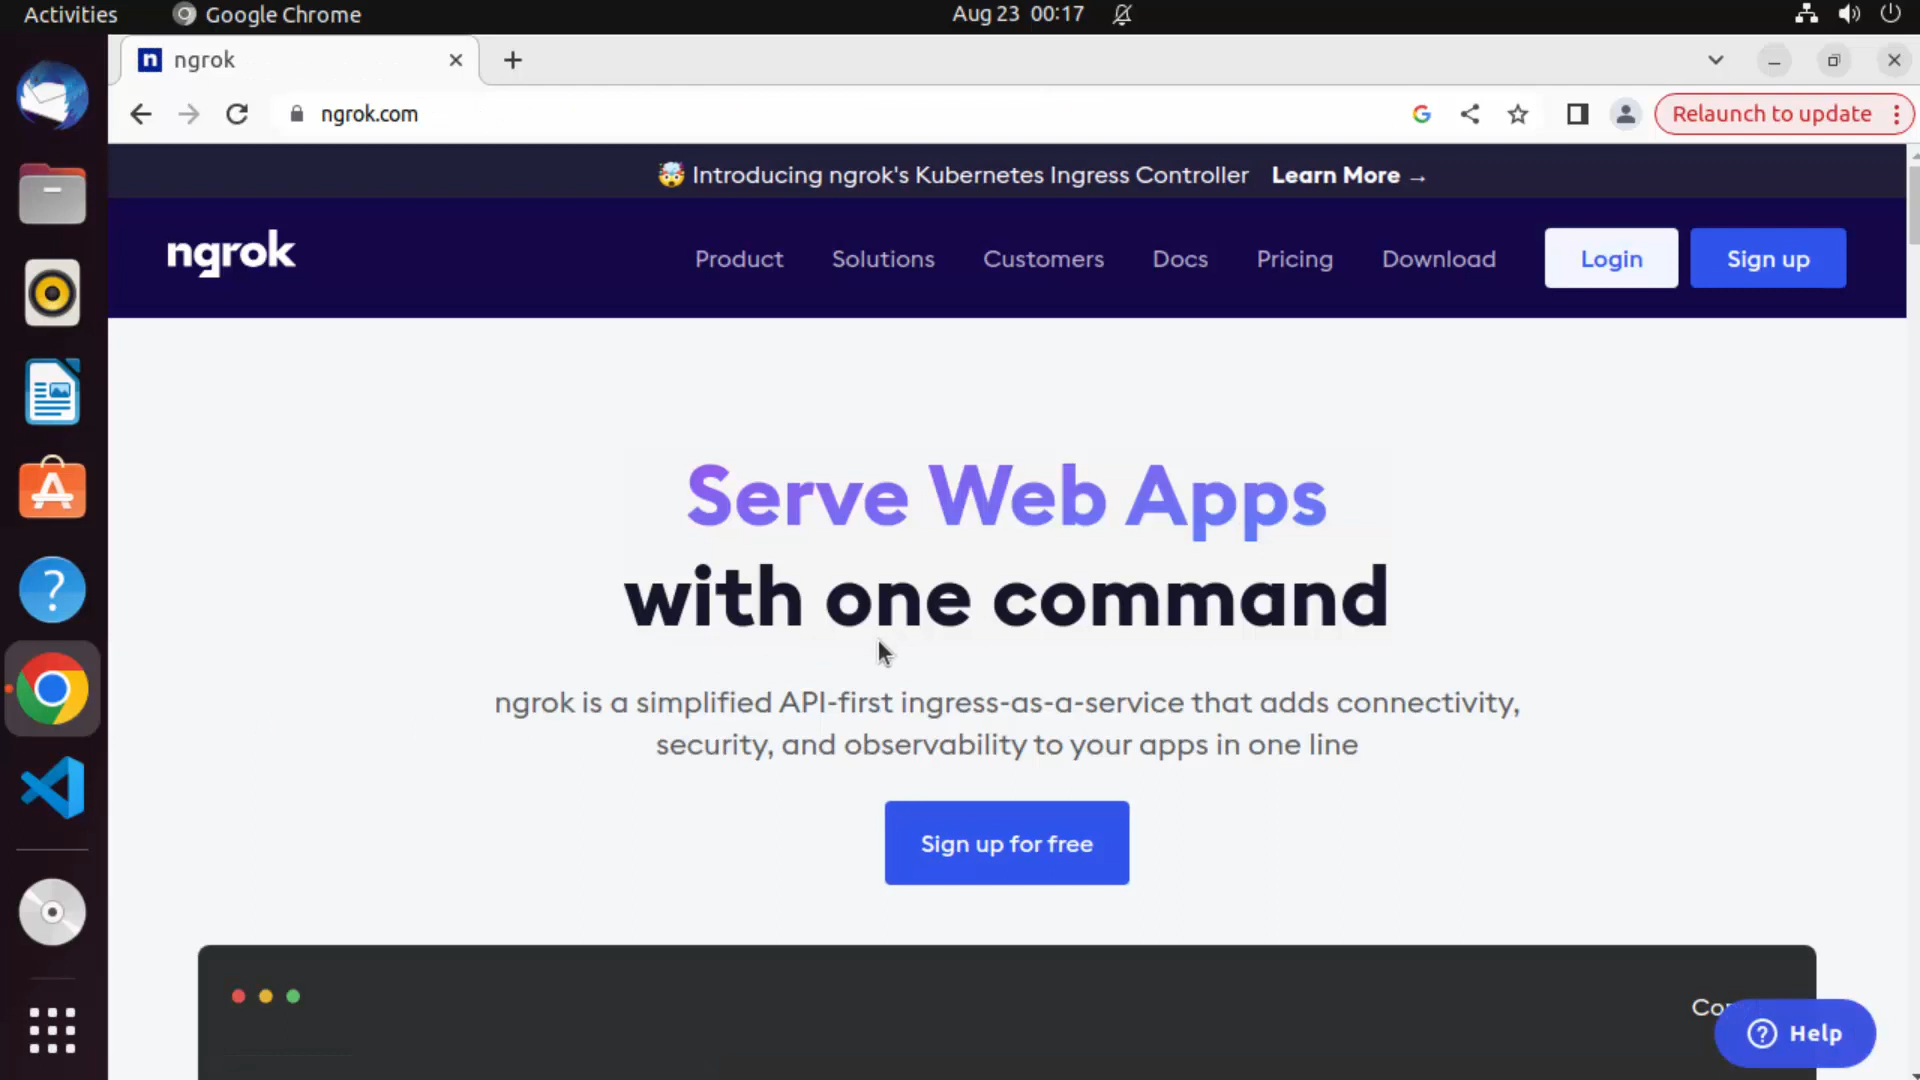 Activities
Google Chrome
Aug 23 00:17
n ngrok
ngrok.com
Relaunch to update
🤯 Introducing ngrok's Kubernetes Ingress Controller Learn More →
ngrok
Product
Solutions
Customers
Docs
Pricing
Download
Login
Sign up
Serve Web Apps
with one command
ngrok is a simplified API-first ingress-as-a-service that adds connectivity,
security, and observability to your apps in one line
Sign up for free
Help